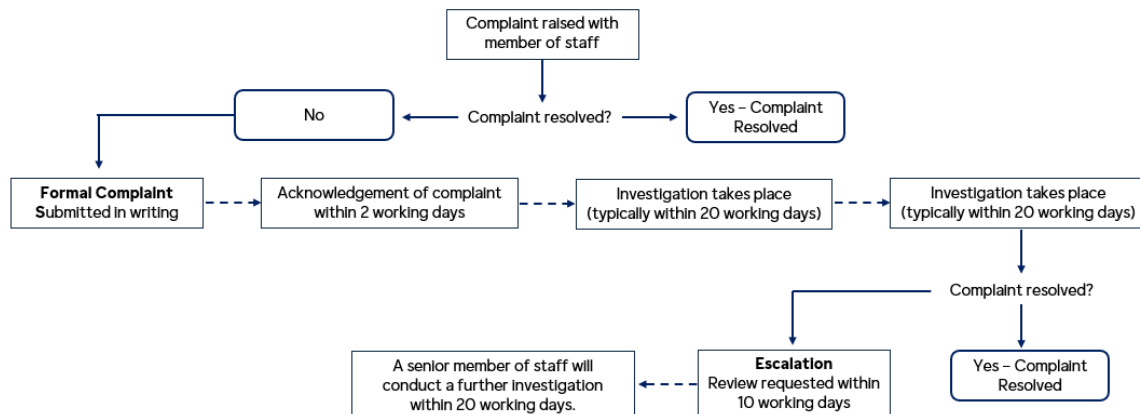 Complaint raised with
member of staff
No
Complaint resolved?
Yes – Complaint
Resolved
Formal Complaint
Submitted in writing
Acknowledgement of complaint
within 2 working days
Investigation takes place
(typically within 20 working days)
Investigation takes place
(typically within 20 working days)
Complaint resolved?
A senior member of staff will
conduct a further investigation
within 20 working days.
Escalation
Review requested within
10 working days
Yes – Complaint
Resolved